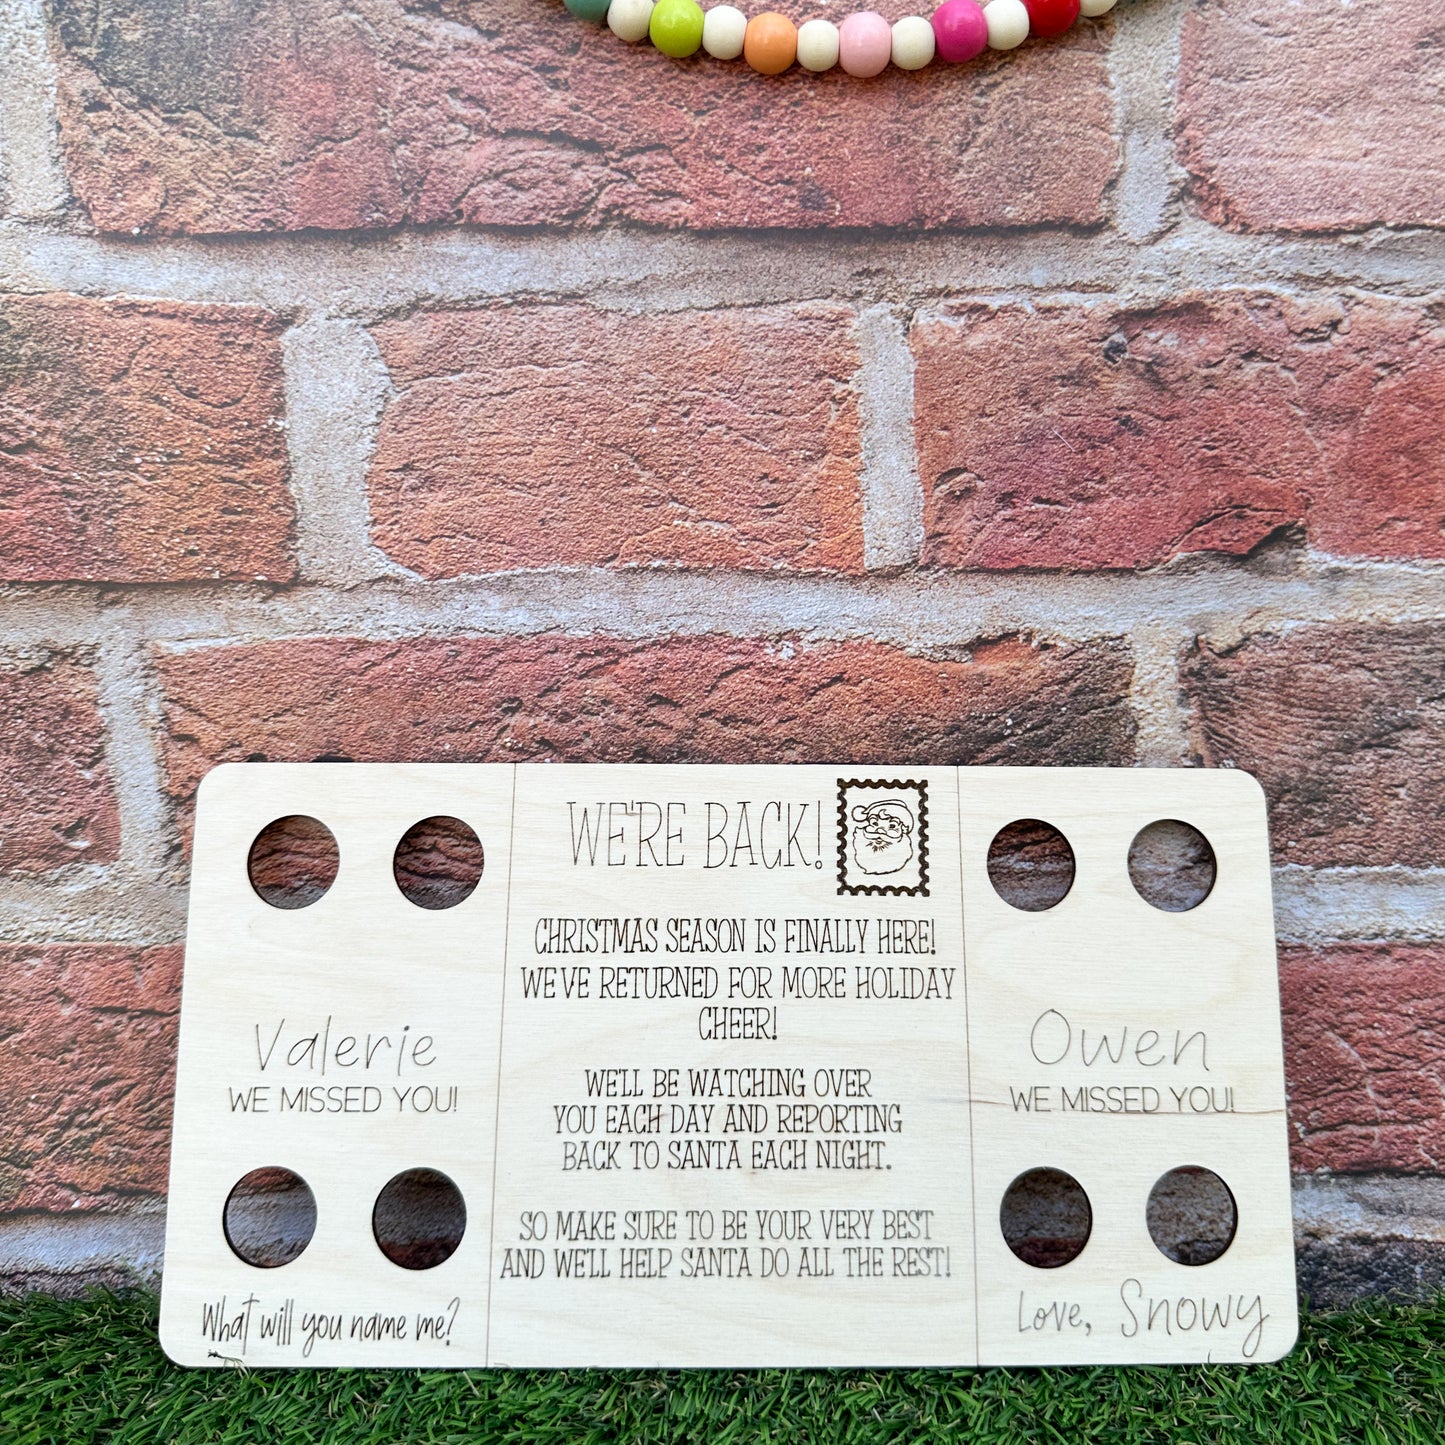 Valerie
WE MISSED YOU!
What will you name me?
WE'RE BACK!
CHRISTMAS SEASON IS FINALLY HERE!
WE'VE RETURNED FOR MORE HOLIDAY
CHEER!
WE'LL BE WATCHING OVER
YOU EACH DAY AND REPORTING
BACK TO SANTA EACH NIGHT.
SO MAKE SURE TO BE YOUR VERY BEST
AND WE'LL HELP SANTA DO ALL THE REST!
Owen
WE MISSED YOU!
Love, Snowy